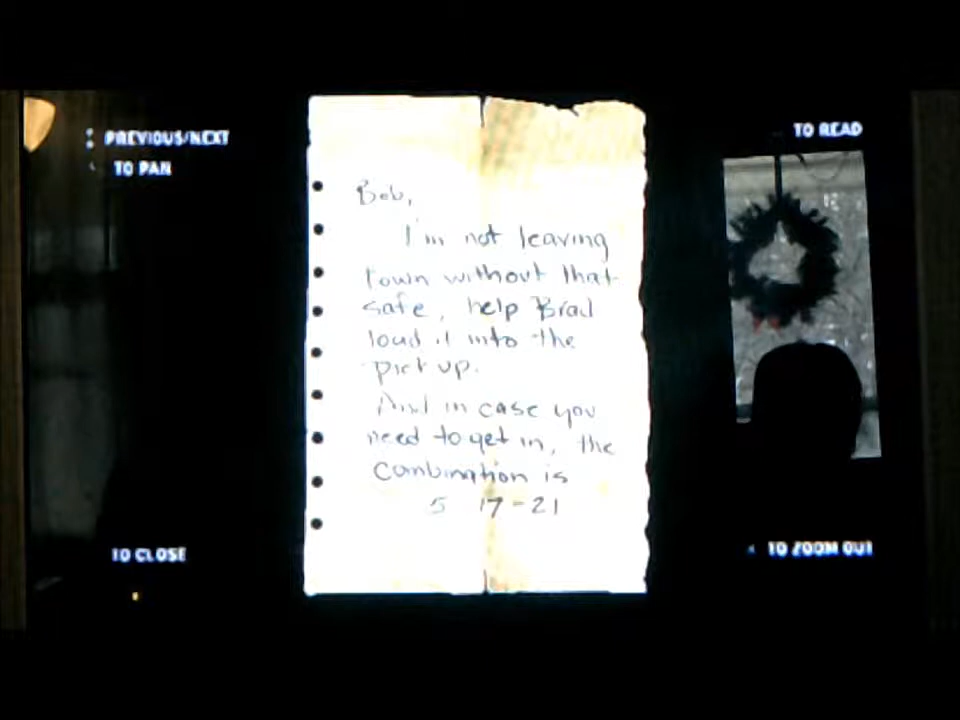 PREVIOUS/NEXT
TO PAN
TO READ
Bob,
I'm not leaving
town without that
safe, help Brad
load it into the
pick up.
And in case you
need to get in, the
combination is
5 17-21
TO CLOSE
TO ZOOM OUT